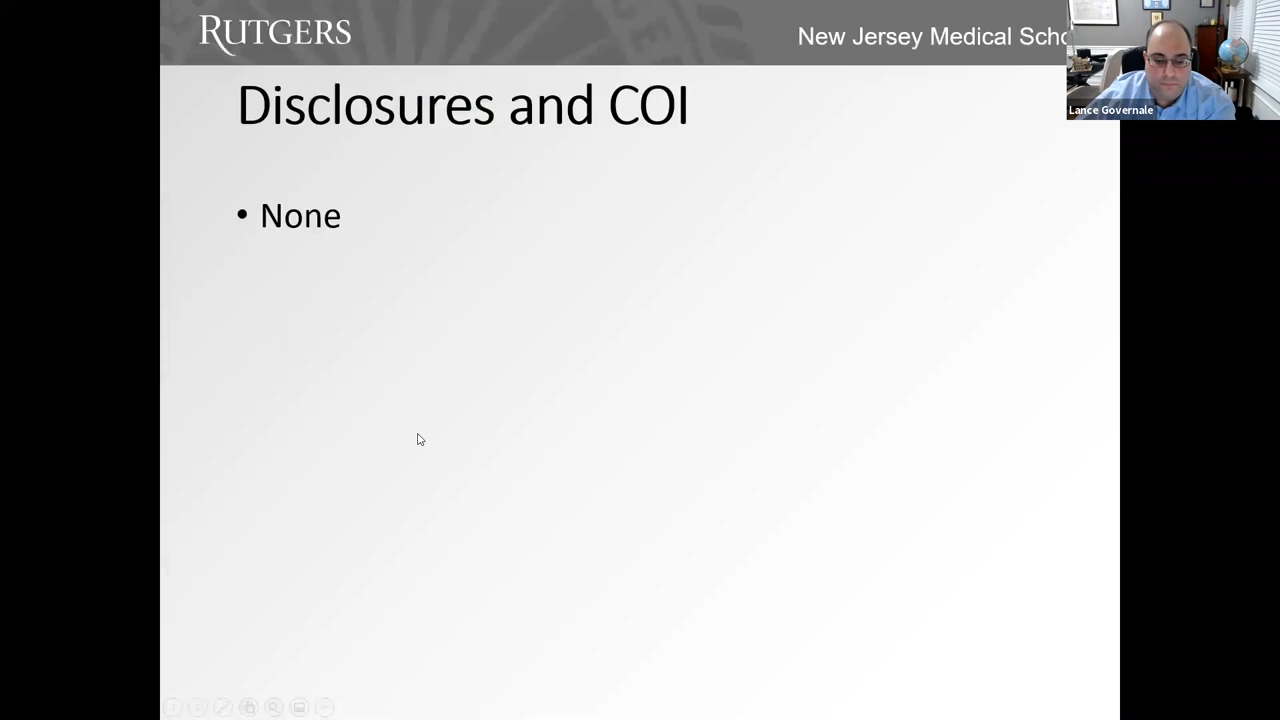 RUTGERS
New Jersey Medical Scho
Lance Governale
Disclosures and COI
• None